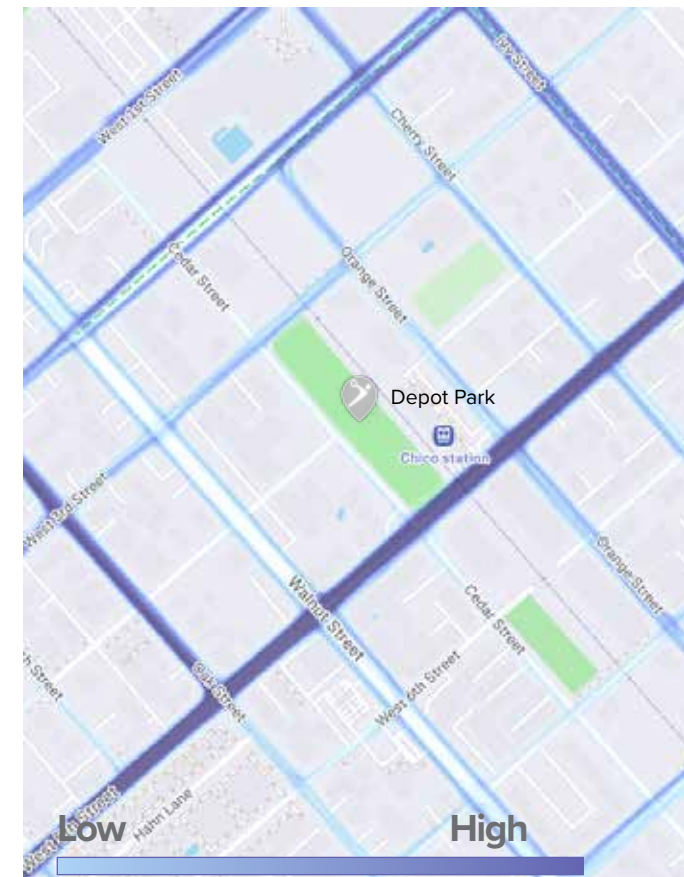 West 1st Street
Ivy Street
Cherry Street
Cedar Street
Orange Street
Depot Park
Chico station
West 3rd Street
Orange Street
Walnut Street
Cedar Street
h Street
Oak Street
West 6th Street
Hahn Lane
Low
High